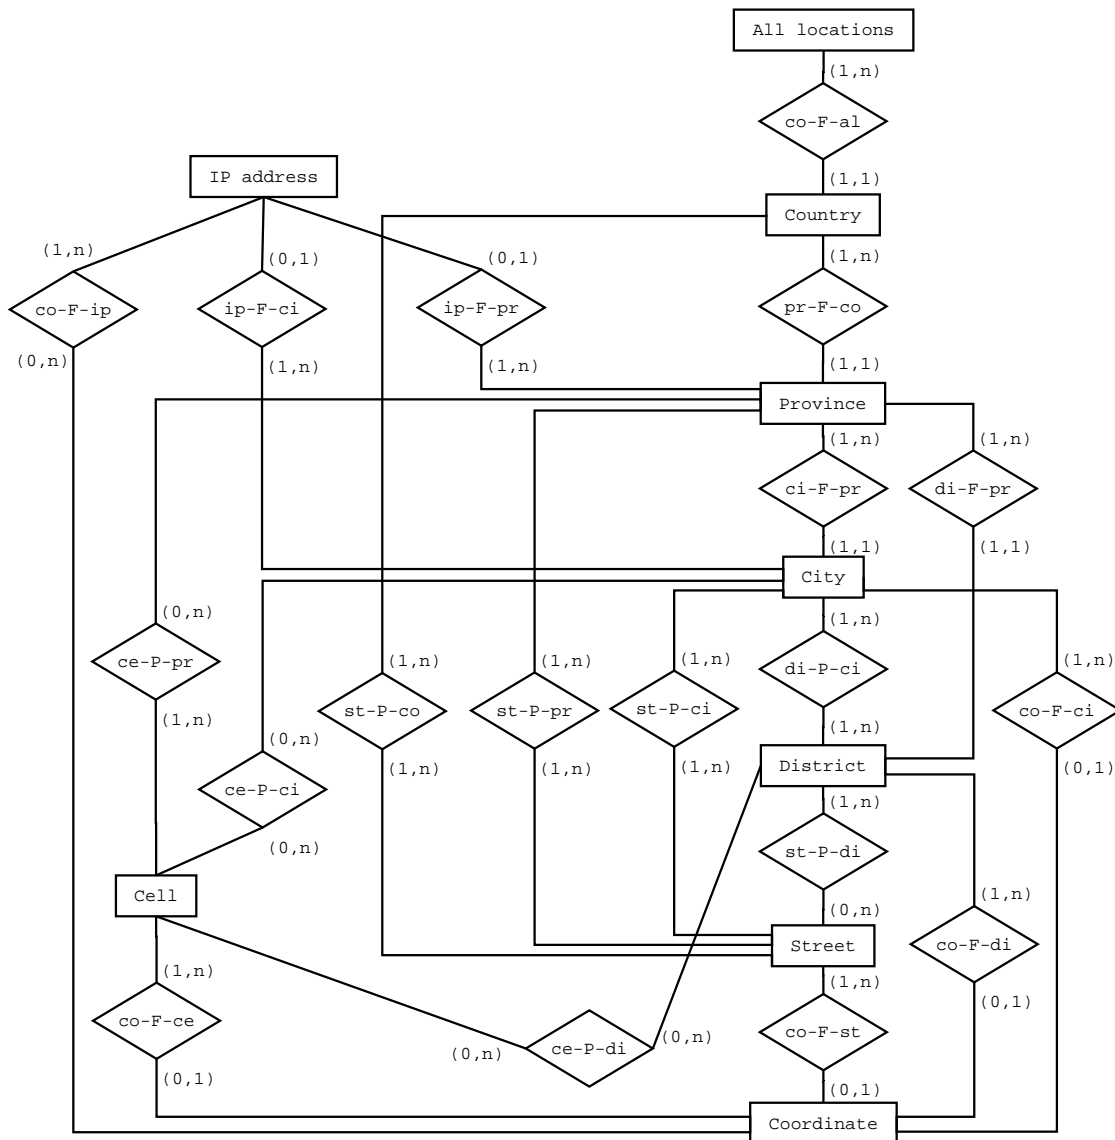 All locations
(1,n)
co-F-al
(1,1)
IP address
Country
(1,n)
(0,1)
(0,1)
(1,n)
co-F-ip
ip-F-ci
ip-F-pr
pr-F-co
(0,n)
(1,n)
(1,n)
(1,1)
Province
(1,n)
(1,n)
ci-F-pr
di-F-pr
(1,1)
(1,1)
City
(0,n)
(1,n)
ce-P-pr
(1,n)
(1,n)
(1,n)
di-P-ci
(1,n)
(1,n)
st-P-co
st-P-pr
st-P-ci
co-F-ci
(0,n)
(1,n)
(1,n)
(1,n)
(1,n)
District
(0,1)
ce-P-ci
(1,n)
(0,n)
st-P-di
Cell
(1,n)
(0,n)
Street
co-F-di
(1,n)
(1,n)
(0,1)
co-F-ce
co-F-st
(0,n)
ce-P-di
(0,n)
(0,1)
(0,1)
Coordinate